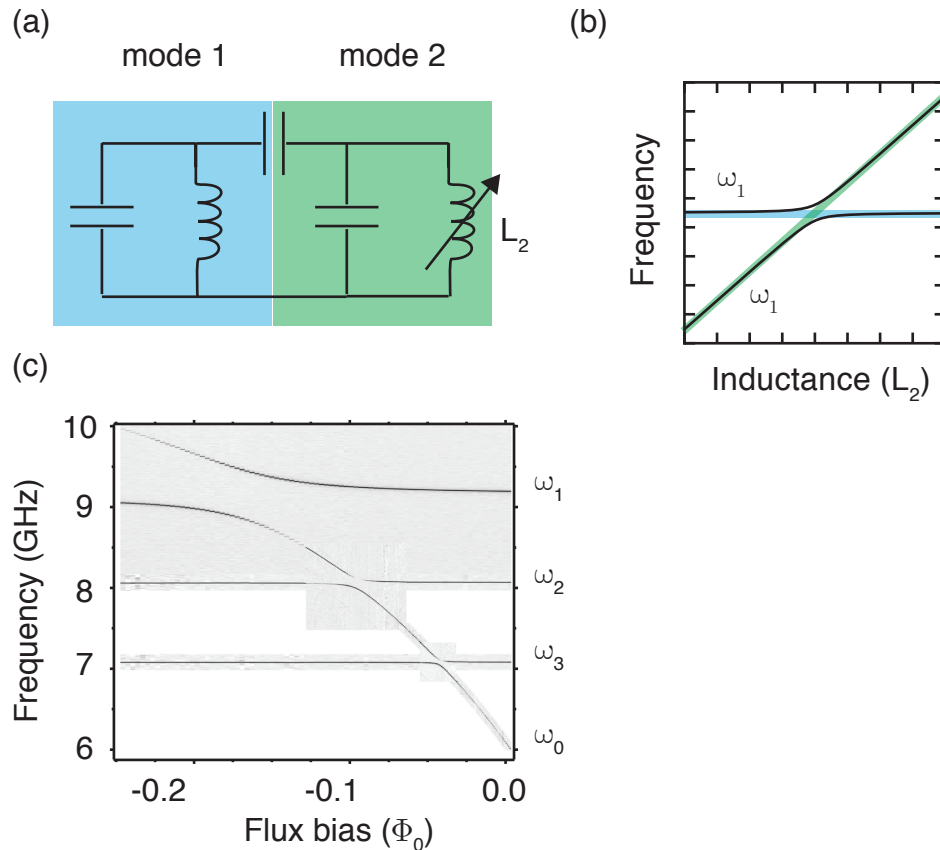 (a)
mode 1 mode 2
L₂
(b)
Frequency
ω₁
ω₁
Inductance (L₂)
(c)
Frequency (GHz)
10
9
8
7
6
-0.2 -0.1 0.0
Flux bias (Φ₀)
ω₁
ω₂
ω₃
ω₀